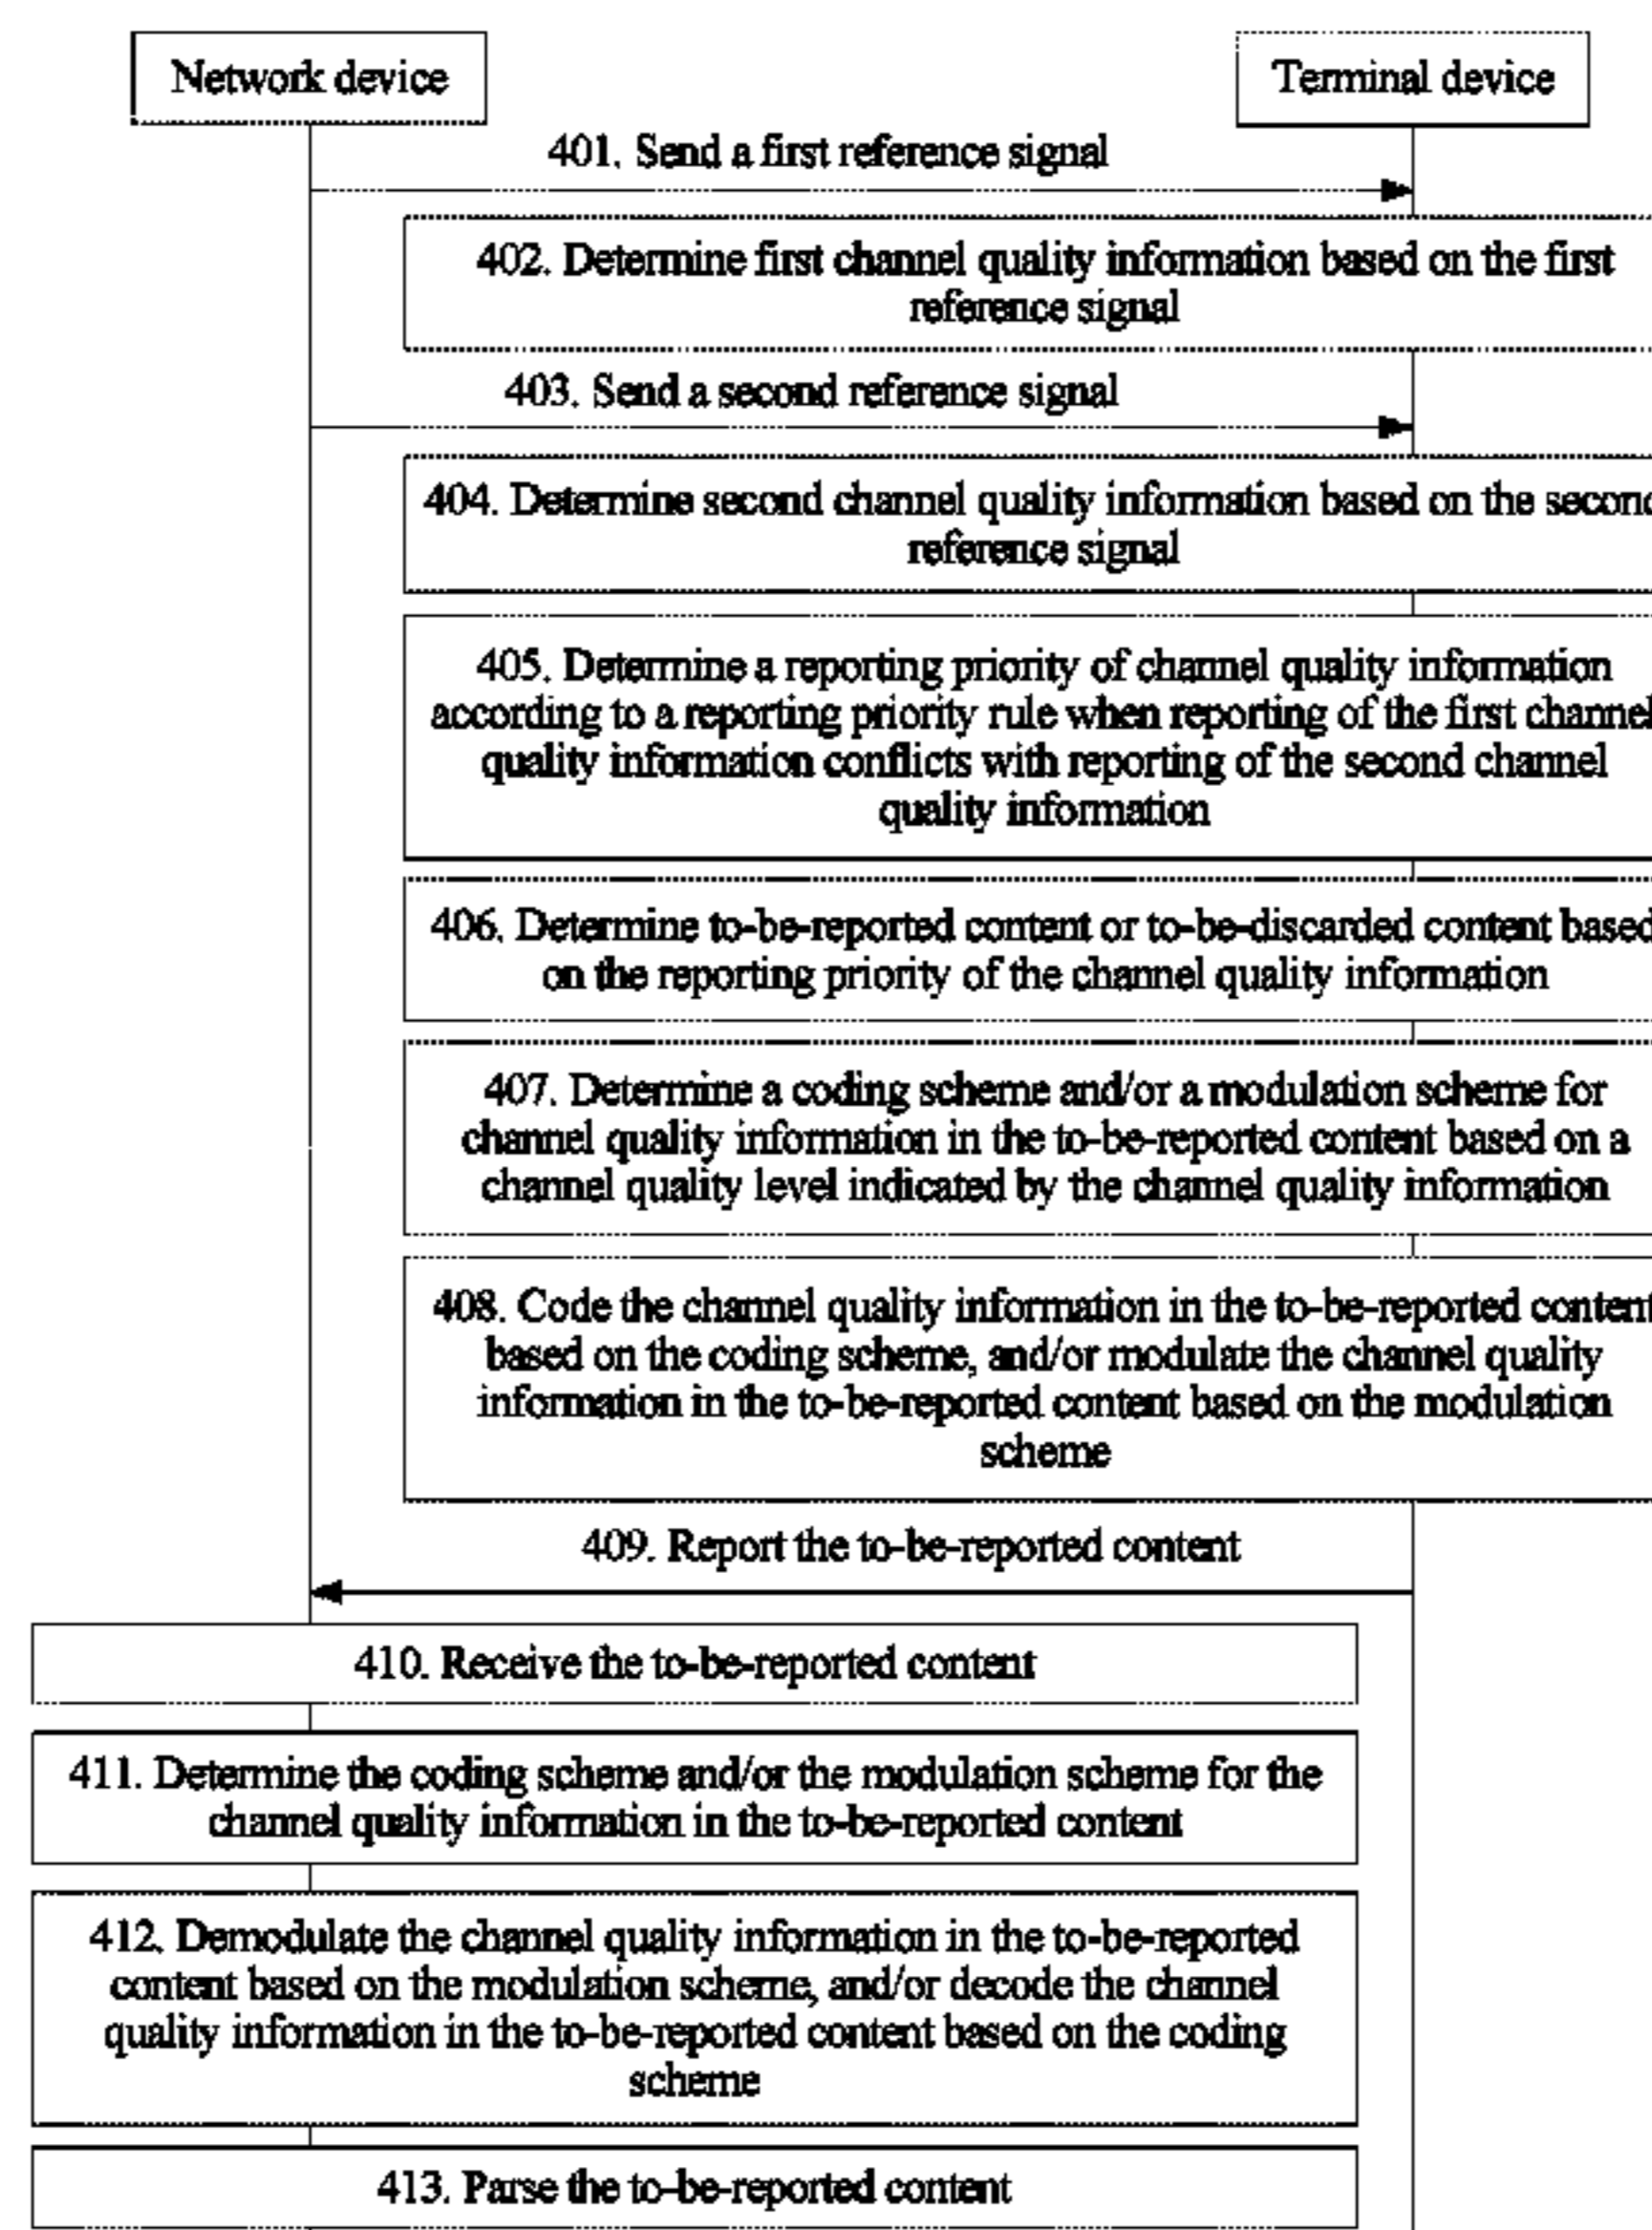 Network device
Terminal device
401. Send a first reference signal
402. Determine first channel quality information based on the first
reference signal
403. Send a second reference signal
404. Determine second channel quality information based on the second
reference signal
405. Determine a reporting priority of channel quality information
according to a reporting priority rule when reporting of the first channel
quality information conflicts with reporting of the second channel
quality information
406. Determine to-be-reported content or to-be-discarded content based
on the reporting priority of the channel quality information
407. Determine a coding scheme and/or a modulation scheme for
channel quality information in the to-be-reported content based on a
channel quality level indicated by the channel quality information
408. Code the channel quality information in the to-be-reported content
based on the coding scheme, and/or modulate the channel quality
information in the to-be-reported content based on the modulation
scheme
409. Report the to-be-reported content
410. Receive the to-be-reported content
411. Determine the coding scheme and/or the modulation scheme for the
channel quality information in the to-be-reported content
412. Demodulate the channel quality information in the to-be-reported
content based on the modulation scheme, and/or decode the channel
quality information in the to-be-reported content based on the coding
scheme
413. Parse the to-be-reported content